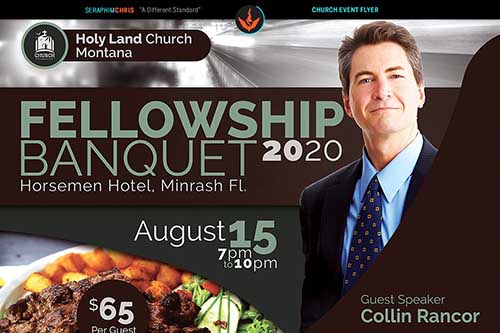 SERAPHIMCHRIS "A Different Standard"
CHURCH EVENT FLYER
Holy Land Church
Montana
CHURCH
FELLOWSHIP
BANQUET 2020
Horsemen Hotel, Minrash Fl.
August 15
7pm
to 10pm
$65
Per Guest
Guest Speaker
Collin Rancor